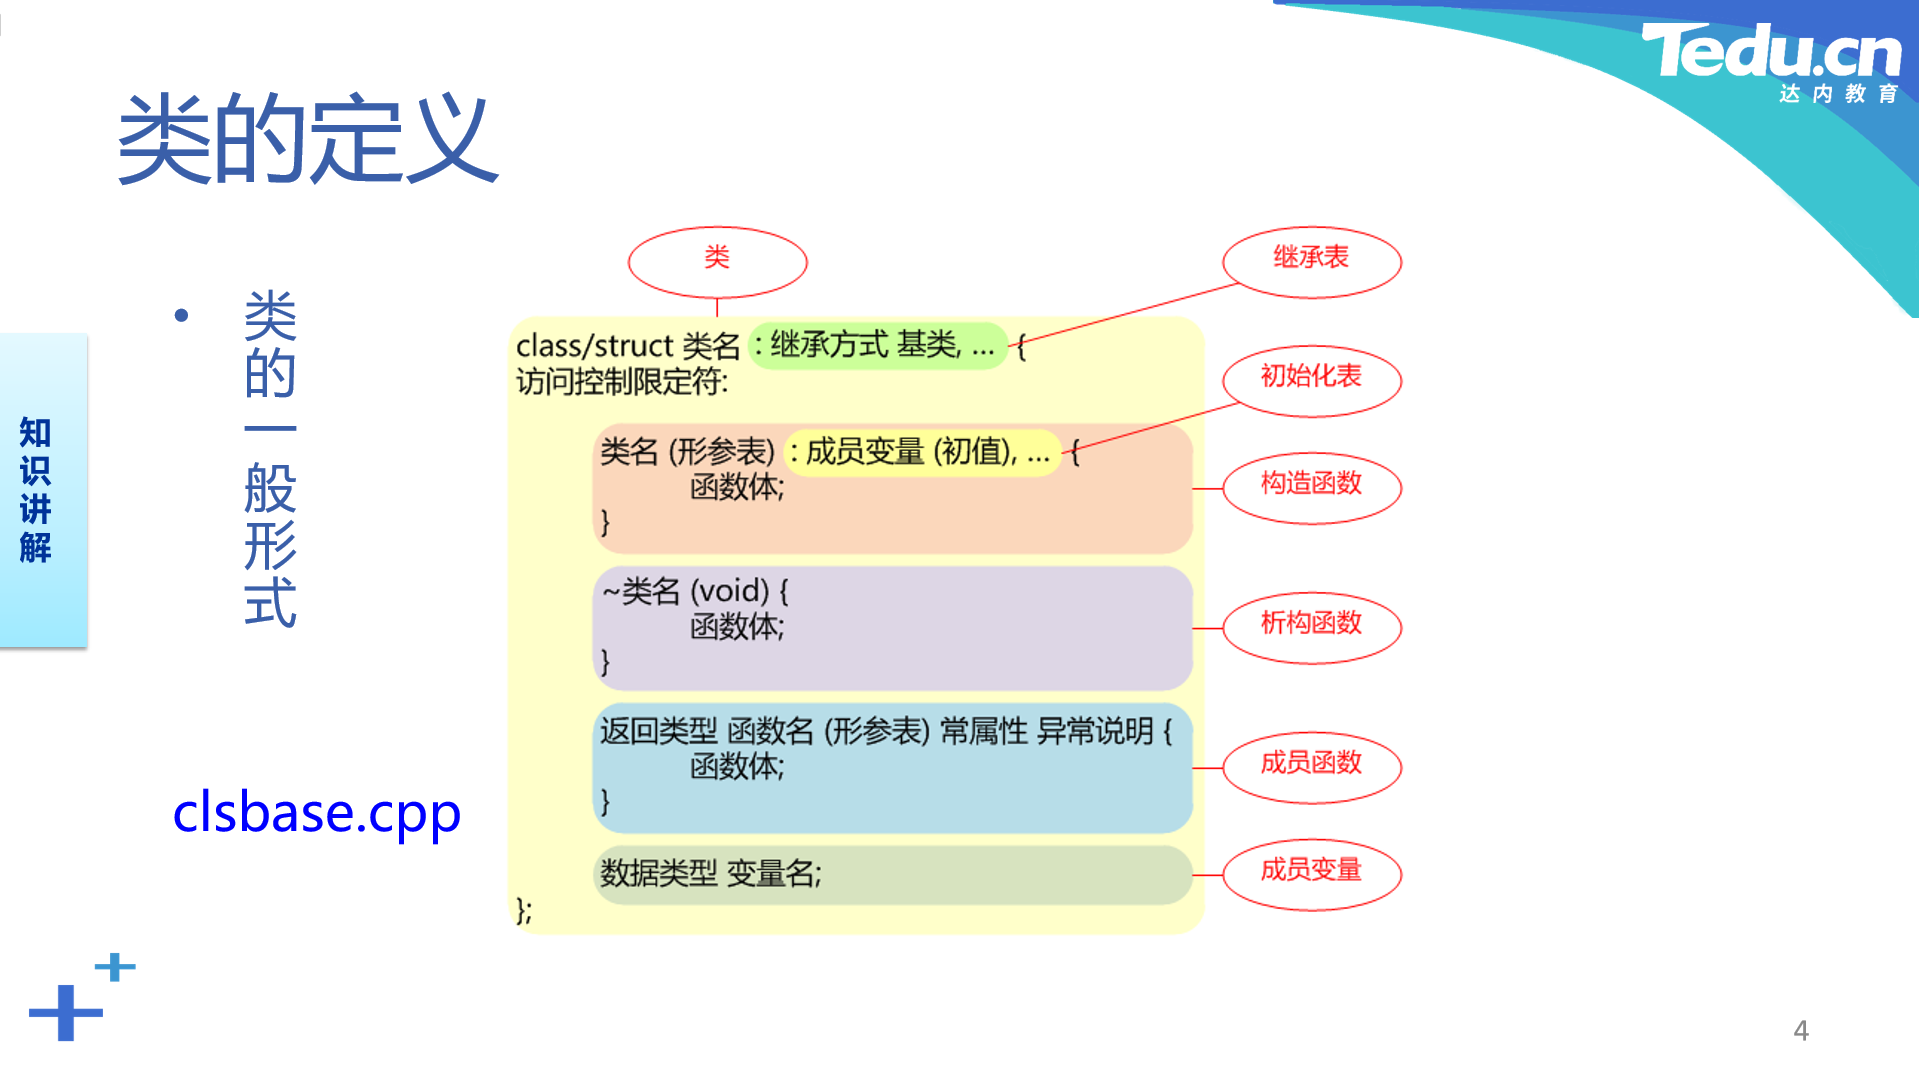 Tedu.cn
达内教育
类的定义
知识讲解
• 类的一般形式
clsbase.cpp
类
继承表
class/struct 类名 : 继承方式 基类, ... {
访问控制限定符:
初始化表
类名 (形参表) : 成员变量 (初值), ... {
函数体;
}
构造函数
~类名 (void) {
函数体;
}
析构函数
返回类型 函数名 (形参表) 常属性 异常说明 {
函数体;
}
成员函数
数据类型 变量名;
成员变量
};
4